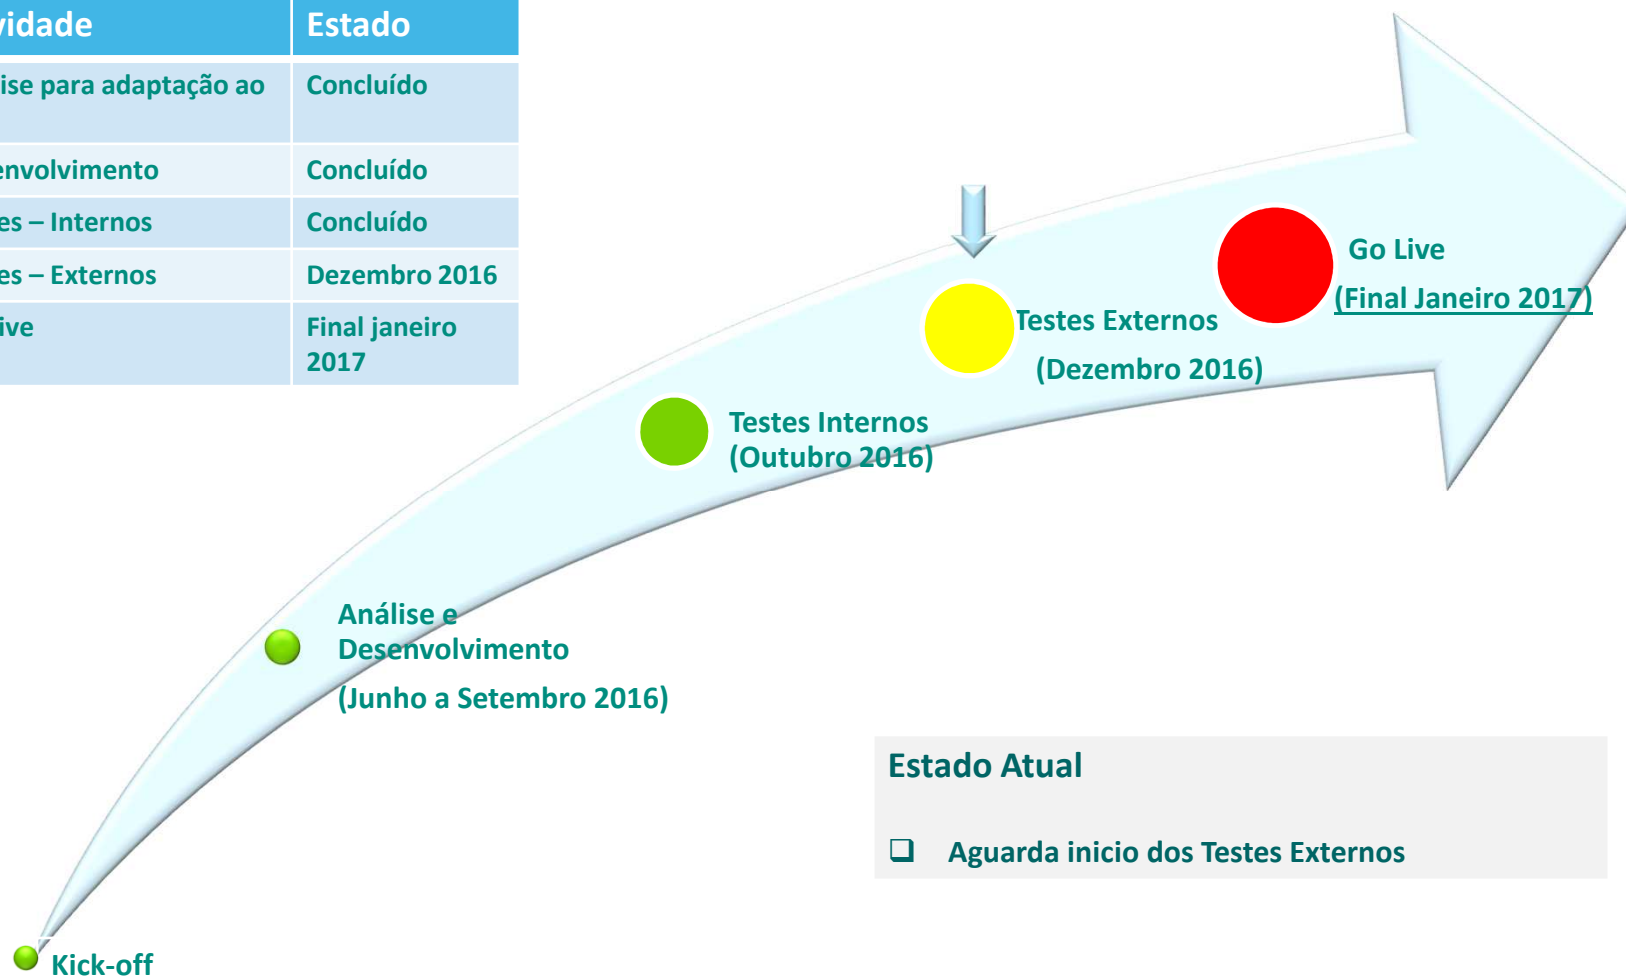 vidade Estado
ise para adaptação ao Concluído
envolvimento Concluído
es – Internos Concluído
es – Externos Dezembro 2016
ive Final janeiro
2017
Go Live
(Final Janeiro 2017)
Testes Externos
(Dezembro 2016)
Testes Internos
(Outubro 2016)
Análise e
Desenvolvimento
(Junho a Setembro 2016)
Estado Atual
❑ Aguarda inicio dos Testes Externos
Kick-off